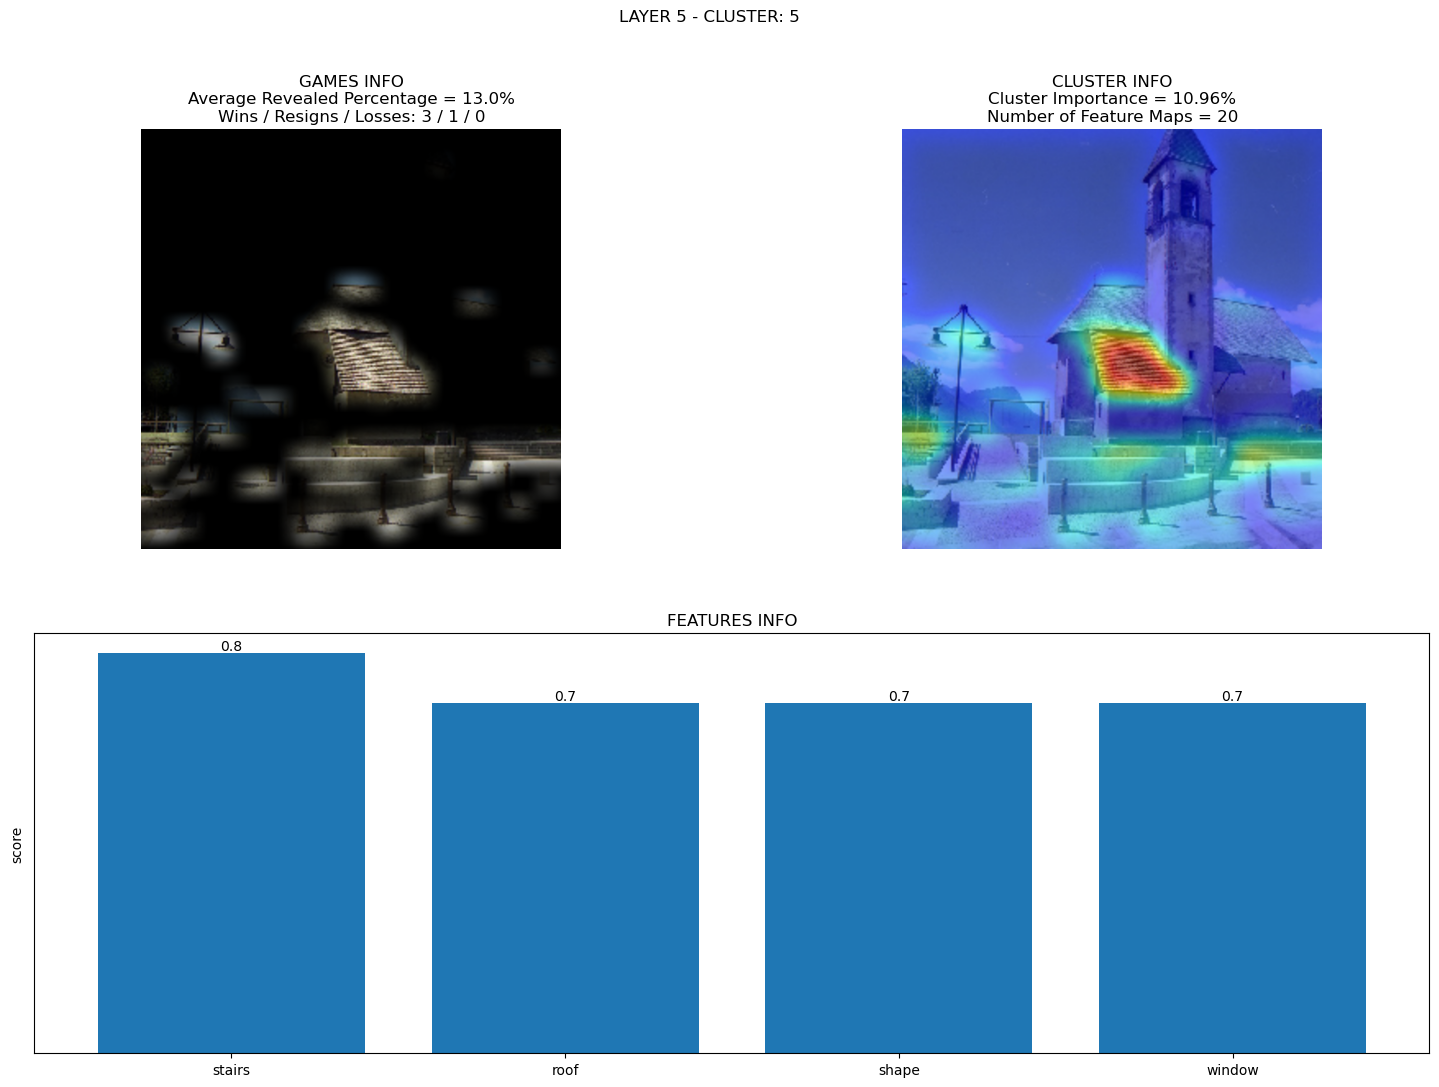 LAYER 5 - CLUSTER: 5
GAMES INFO
Average Revealed Percentage = 13.0%
Wins / Resigns / Losses: 3 / 1 / 0
CLUSTER INFO
Cluster Importance = 10.96%
Number of Feature Maps = 20
FEATURES INFO
score
0.8
0.7
0.7
0.7
stairs
roof
shape
window